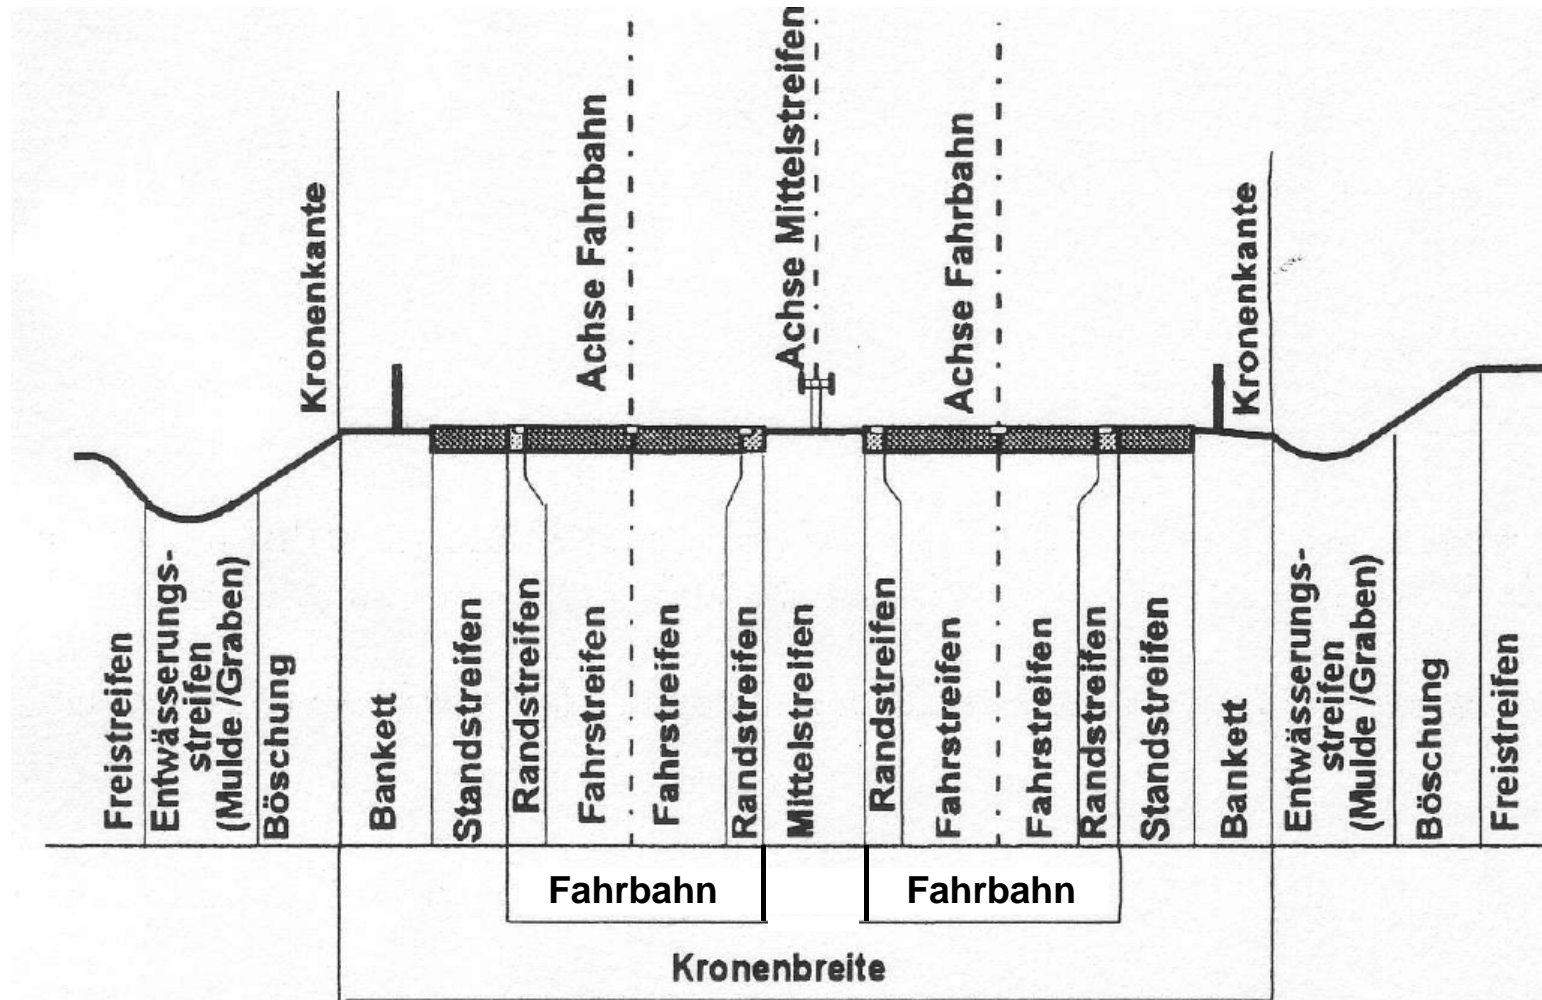 Kronenkante
Achse Fahrbahn
Achse Mittelstreifen
Achse Fahrbahn
Kronenkante
Freistreifen
Entwässerungs-
streifen
(Mulde /Graben)
Böschung
Bankett
Standstreifen
Randstreifen
Fahrstreifen
Fahrstreifen
Randstreifen
Mittelstreifen
Randstreifen
Fahrstreifen
Fahrstreifen
Randstreifen
Standstreifen
Bankett
Entwässerungs-
streifen
(Mulde /Graben)
Böschung
Freistreifen
Fahrbahn
Fahrbahn
Kronenbreite